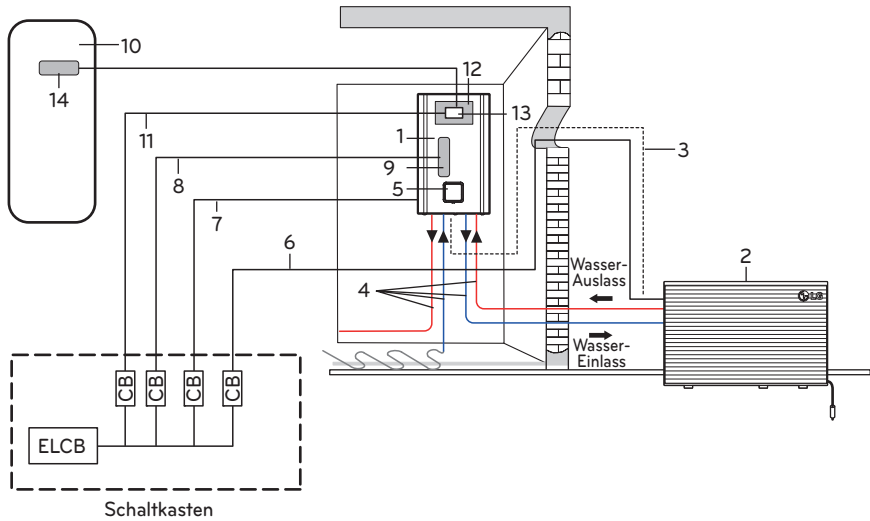 10
14
12
13
11
1
3
9
8
5
7
6
2
4
Wasser-
Auslass
LG
Wasser-
Einlass
CB
CB
CB
CB
ELCB
Schaltkasten